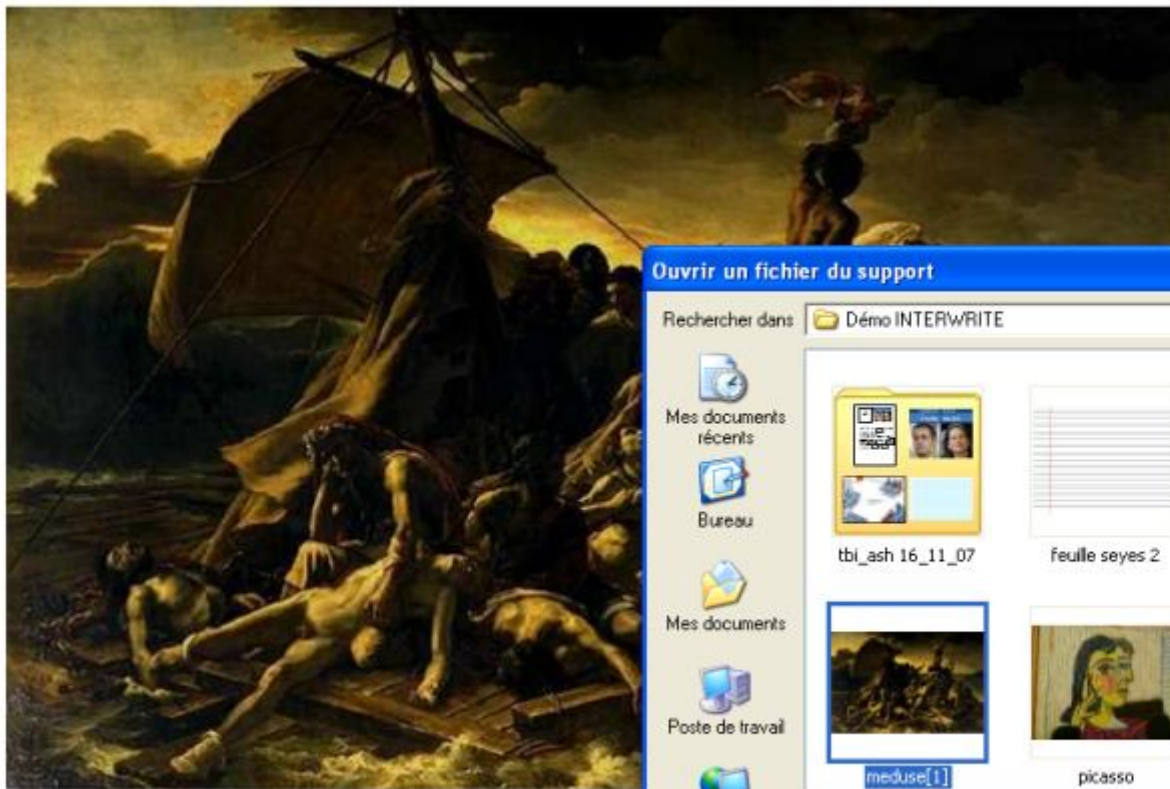 Ouvrir un fichier du support
Rechercher dans
Démo INTERWRITE
Mes documents
récents
Bureau
Mes documents
Poste de travail
tbi_ash 16_11_07
feuille seyes 2
meduse[1]
picasso